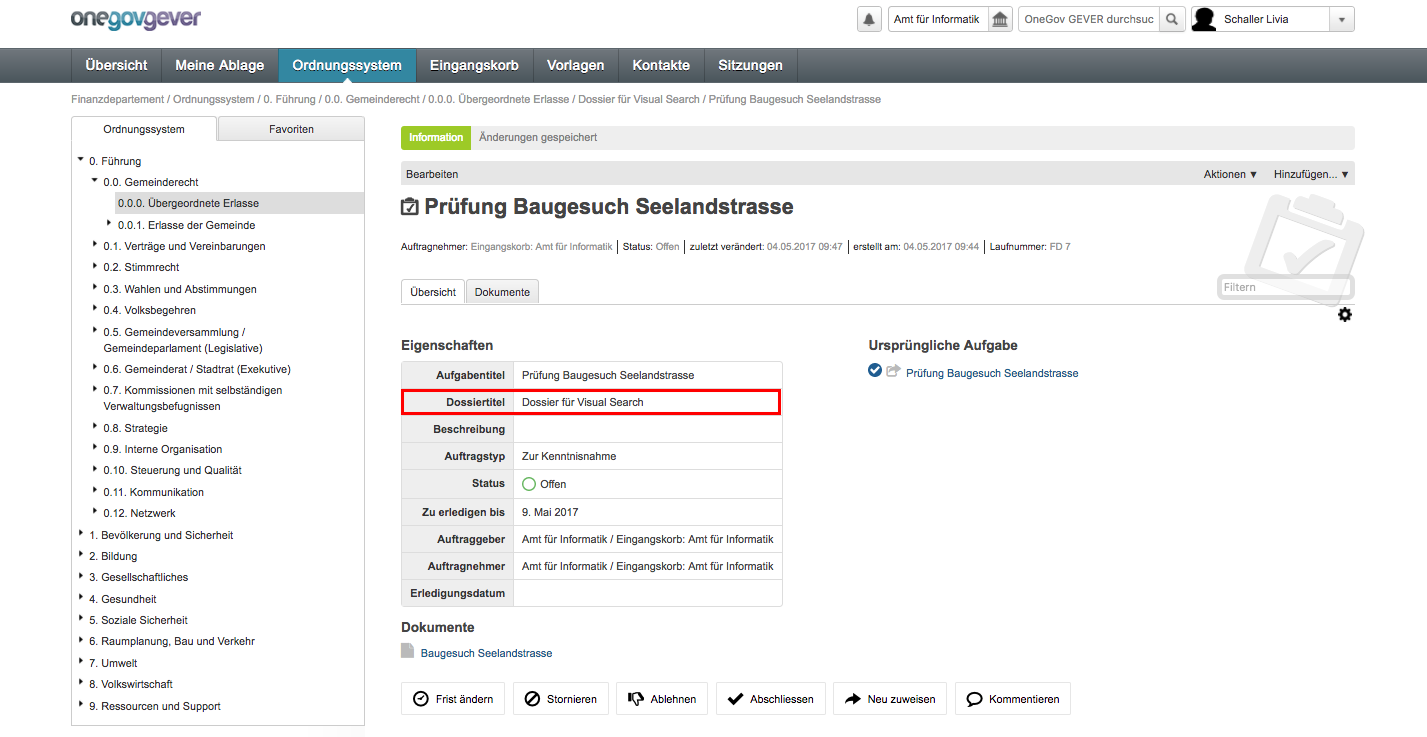 onegovgever
Amt für Informatik
OneGov GEVER durchsuc
Schaller Livia
Übersicht
Meine Ablage
Ordnungssystem
Eingangskorb
Vorlagen
Kontakte
Sitzungen
Finanzdepartement / Ordnungssystem / 0. Führung / 0.0. Gemeinderecht / 0.0.0. Übergeordnete Erlasse / Dossier für Visual Search / Prüfung Baugesuch Seelandstrasse
Ordnungssystem
Favoriten
0. Führung
0.0. Gemeinderecht
0.0.0. Übergeordnete Erlasse
0.0.1. Erlasse der Gemeinde
0.1. Verträge und Vereinbarungen
0.2. Stimmrecht
0.3. Wahlen und Abstimmungen
0.4. Volksbegehren
0.5. Gemeindeversammlung /
Gemeindeparlament (Legislative)
0.6. Gemeinderat / Stadtrat (Exekutive)
0.7. Kommissionen mit selbständigen
Verwaltungsbefugnissen
0.8. Strategie
0.9. Interne Organisation
0.10. Steuerung und Qualität
0.11. Kommunikation
0.12. Netzwerk
1. Bevölkerung und Sicherheit
2. Bildung
3. Gesellschaftliches
4. Gesundheit
5. Soziale Sicherheit
6. Raumplanung, Bau und Verkehr
7. Umwelt
8. Volkswirtschaft
9. Ressourcen und Support
Information Änderungen gespeichert
Bearbeiten
Aktionen ▼ Hinzufügen... ▼
Prüfung Baugesuch Seelandstrasse
Auftragnehmer: Eingangskorb: Amt für Informatik | Status: Offen | zuletzt verändert: 04.05.2017 09:47 | erstellt am: 04.05.2017 09:44 | Laufnummer: FD 7
Übersicht
Dokumente
Filtern
Eigenschaften
Aufgabentitel Prüfung Baugesuch Seelandstrasse
Dossiertitel Dossier für Visual Search
Beschreibung
Auftragstyp Zur Kenntnisnahme
Status Offen
Zu erledigen bis 9. Mai 2017
Auftraggeber Amt für Informatik / Eingangskorb: Amt für Informatik
Auftragnehmer Amt für Informatik / Eingangskorb: Amt für Informatik
Erledigungsdatum
Ursprüngliche Aufgabe
Prüfung Baugesuch Seelandstrasse
Dokumente
Baugesuch Seelandstrasse
Frist ändern
Stornieren
Ablehnen
Abschliessen
Neu zuweisen
Kommentieren